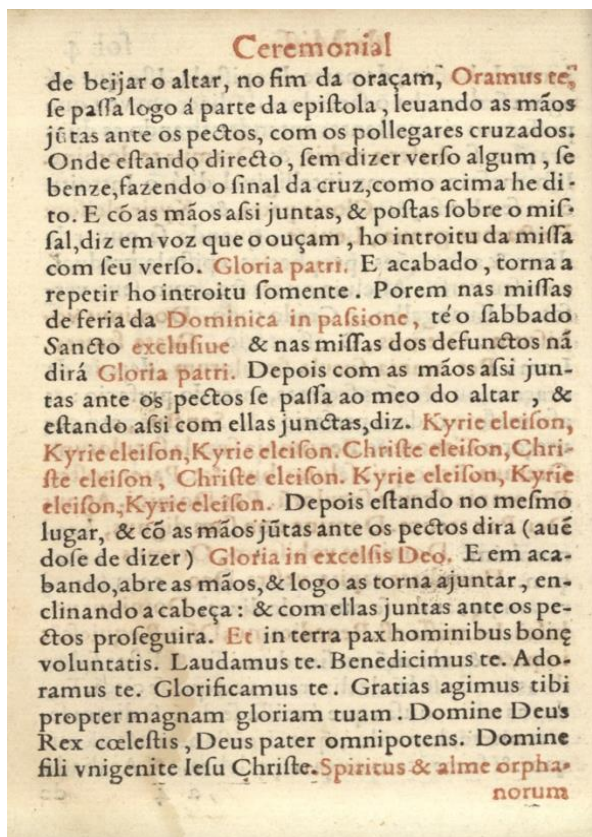 Ceremonial
de beijar o altar, no fim da oraçam, Oramus te,
ſe paſſa logo á parte da epiſtola, leuando as mãos
jũtas ante os pectos, com os pollegares cruzados.
Onde eſtando directo, ſem dizer verſo algum, ſe
benze, fazendo o ſinal da cruz, como acima he di-
to. E cõ as mãos aſsi juntas, & poſtas ſobre o miſ-
ſal, diz em voz que o ouçam, ho introitu da miſſa
com ſeu verſo. Gloria patri. E acabado, torna a
repetir ho introitu ſomente. Porem nas miſſas
de feria da Dominica in paſsione, té o ſabbado
Sancto excluſiue & nas miſſas dos defunctos nã
dirá Gloria patri. Depois com as mãos aſsi jun-
tas ante os pectos ſe paſſa ao meo do altar, &
eſtando aſsi com ellas junctas, diz. Kyrie eleiſon,
Kyrie eleiſon, Kyrie eleiſon. Chriſte eleiſon, Chri-
ſte eleiſon, Chriſte eleiſon. Kyrie eleiſon, Kyrie
eleiſon, Kyrie eleiſon. Depois eſtando no meſmo
lugar, & cõ as mãos jũtas ante os pectos dira (auẽ
doſe de dizer) Gloria in excelſis Deo. E em aca-
bando, abre as mãos, & logo as torna ajuntar, en-
clinando a cabeça: & com ellas juntas ante os pe-
ctos proſeguira. Et in terra pax hominibus bonę
voluntatis. Laudamus te. Benedicimus te. Ado-
ramus te. Glorificamus te. Gratias agimus tibi
propter magnam gloriam tuam. Domine Deus
Rex cœleſtis, Deus pater omnipotens. Domine
fili vnigenite Ieſu Chriſte. Spiritus & alme orpha-
norum